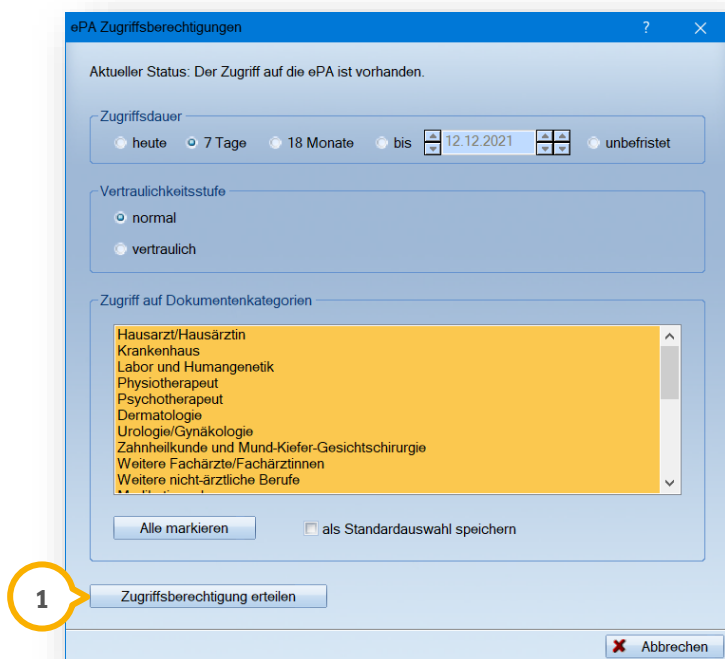 ePA Zugriffsberechtigungen ? ×
Aktueller Status: Der Zugriff auf die ePA ist vorhanden.
Zugriffsdauer
heute 7 Tage 18 Monate bis 12.12.2021 unbefristet
Vertraulichkeitsstufe
normal
vertraulich
Zugriff auf Dokumentenkategorien
Hausarzt/Hausärztin
Krankenhaus
Labor und Humangenetik
Physiotherapeut
Psychotherapeut
Dermatologie
Urologie/Gynäkologie
Zahnheilkunde und Mund-Kiefer-Gesichtschirurgie
Weitere Fachärzte/Fachärztinnen
Weitere nicht-ärztliche Berufe
Alle markieren als Standardauswahl speichern
1 Zugriffsberechtigung erteilen
Abbrechen